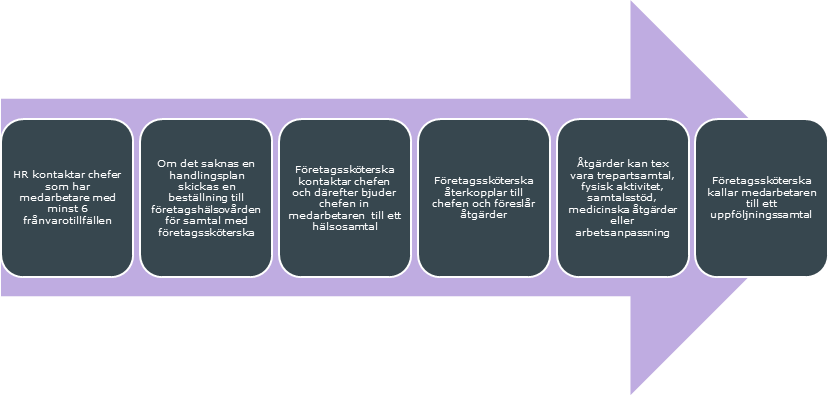 HR kontaktar chefer
som har
medarbetare med
minst 6
frånvarotillfällen
Om det saknas en
handlingsplan
skickas en
beställning till
företagshälsovården
för samtal med
företagssköterska
Företagssköterska
kontaktar chefen
och därefter bjuder
chefen in
medarbetaren till ett
hälsosamtal
Företagssköterska
återkopplar till
chefen och föreslår
åtgärder
Åtgärder kan tex
vara trepartsamtal,
fysisk aktivitet,
samtalsstöd,
medicinska åtgärder
eller
arbetsanpassning
Företagssköterska
kallar medarbetaren
till ett
uppföljningssamtal